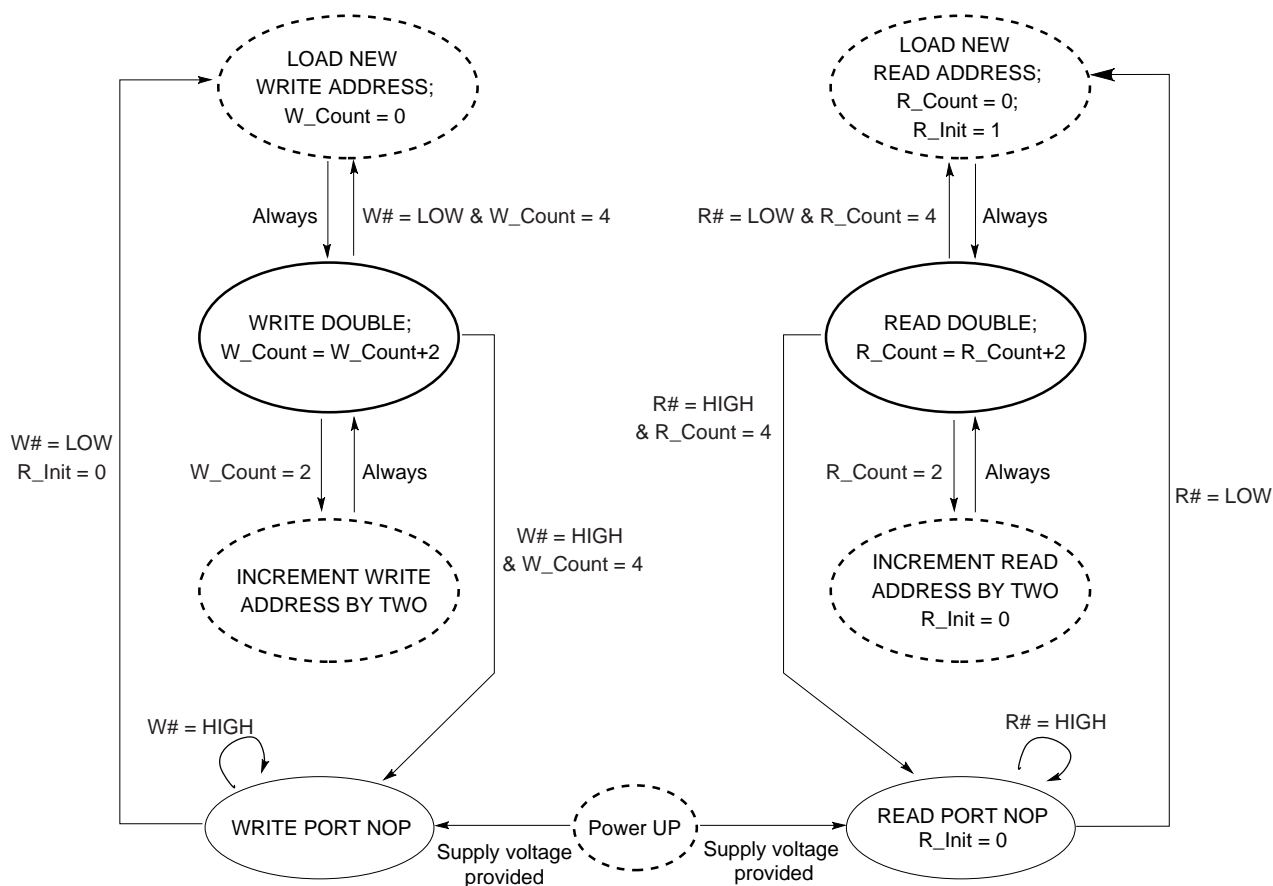 LOAD NEW
WRITE ADDRESS;
W_Count = 0
LOAD NEW
READ ADDRESS;
R_Count = 0;
R_Init = 1
Always
W# = LOW & W_Count = 4
R# = LOW & R_Count = 4
Always
WRITE DOUBLE;
W_Count = W_Count+2
READ DOUBLE;
R_Count = R_Count+2
W# = LOW
R_Init = 0
W_Count = 2
Always
R# = HIGH
& R_Count = 4
R_Count = 2
Always
R# = LOW
W# = HIGH
& W_Count = 4
INCREMENT WRITE
ADDRESS BY TWO
INCREMENT READ
ADDRESS BY TWO
R_Init = 0
W# = HIGH
R# = HIGH
WRITE PORT NOP
Power UP
READ PORT NOP
R_Init = 0
Supply voltage
provided
Supply voltage
provided